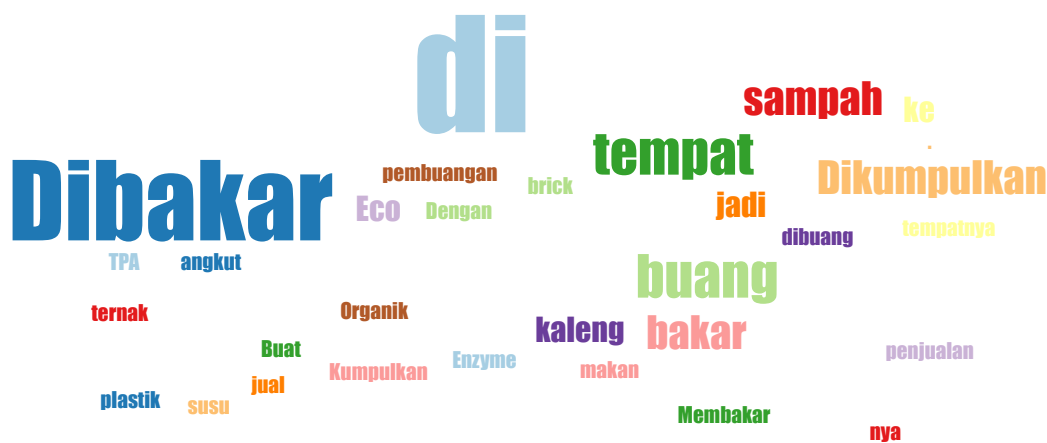 di
sampah
ke
.
tempat
Dibakar
pembuangan
brick
Dikumpulkan
Eco
Dengan
jadi
dibuang
tempatnya
TPA
angkut
buang
ternak
Organik
kaleng
bakar
Buat
Kumpulkan
Enzyme
makan
penjualan
jual
plastik
susu
Membakar
nya